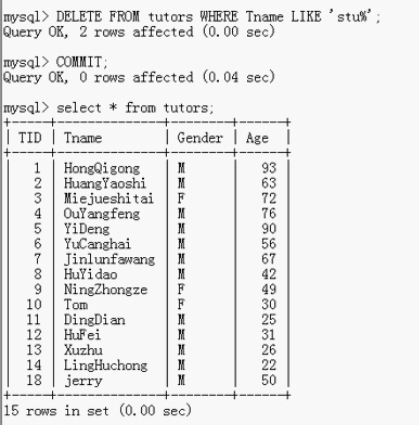 mysql> DELETE FROM tutors WHERE Tname LIKE 'stu%';
Query OK, 2 rows affected (0.00 sec)
mysql> COMMIT;
Query OK, 0 rows affected (0.04 sec)
mysql> select * from tutors;
+-----+--------------+--------+------+
| TID | Tname | Gender | Age |
+-----+--------------+--------+------+
| 1 | HongQigong | M | 93 |
| 2 | HuangYaoshi | M | 63 |
| 3 | Miejueshitai | F | 72 |
| 4 | OuYangfeng | M | 76 |
| 5 | YiDeng | M | 90 |
| 6 | YuCanghai | M | 56 |
| 7 | Jinlunfawang | M | 67 |
| 8 | HuYidao | M | 42 |
| 9 | NingZhongze | F | 49 |
| 10 | Tom | F | 30 |
| 11 | DingDian | M | 25 |
| 12 | HuFei | M | 31 |
| 13 | Xuzhu | M | 26 |
| 14 | LingHuchong | M | 22 |
| 18 | jerry | M | 50 |
+-----+--------------+--------+------+
15 rows in set (0.00 sec)